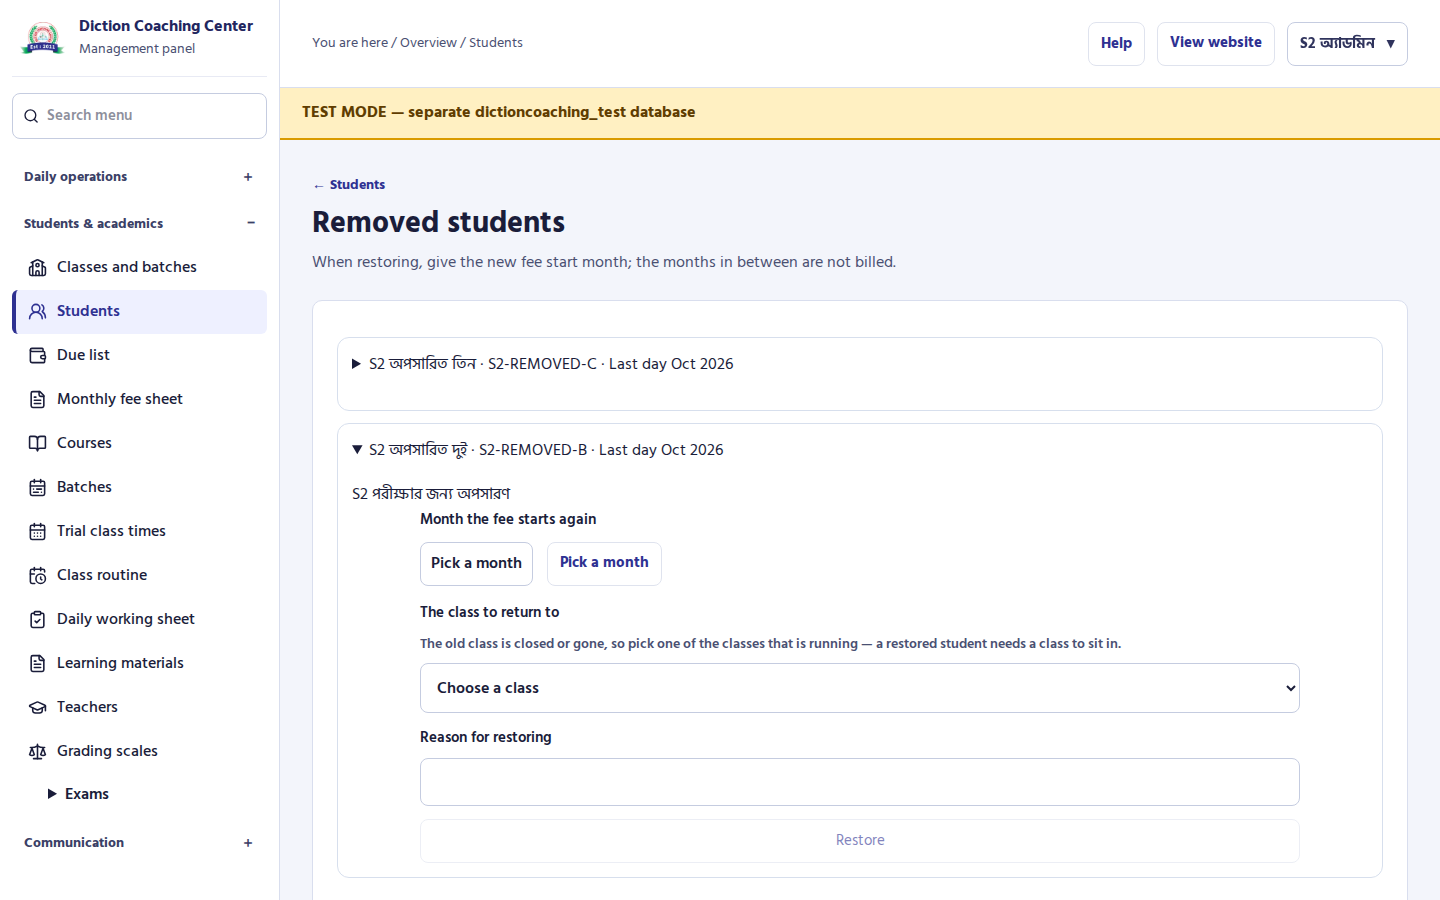 Diction Coaching Center
Management panel
Est : 2011
Search menu
Daily operations +
Students & academics −
Classes and batches
Students
Due list
Monthly fee sheet
Courses
Batches
Trial class times
Class routine
Daily working sheet
Learning materials
Teachers
Grading scales
▶ Exams
Communication +
You are here / Overview / Students
Help
View website
S2 অ্যাডমিন ▼
TEST MODE — separate dictioncoaching_test database
← Students
Removed students
When restoring, give the new fee start month; the months in between are not billed.
▶ S2 অপসারিত তিন · S2-REMOVED-C · Last day Oct 2026
▼ S2 অপসারিত দুই · S2-REMOVED-B · Last day Oct 2026
S2 পরীক্ষার জন্য অপসারণ
Month the fee starts again
Pick a month
Pick a month
The class to return to
The old class is closed or gone, so pick one of the classes that is running — a restored student needs a class to sit in.
Choose a class
Reason for restoring
Restore